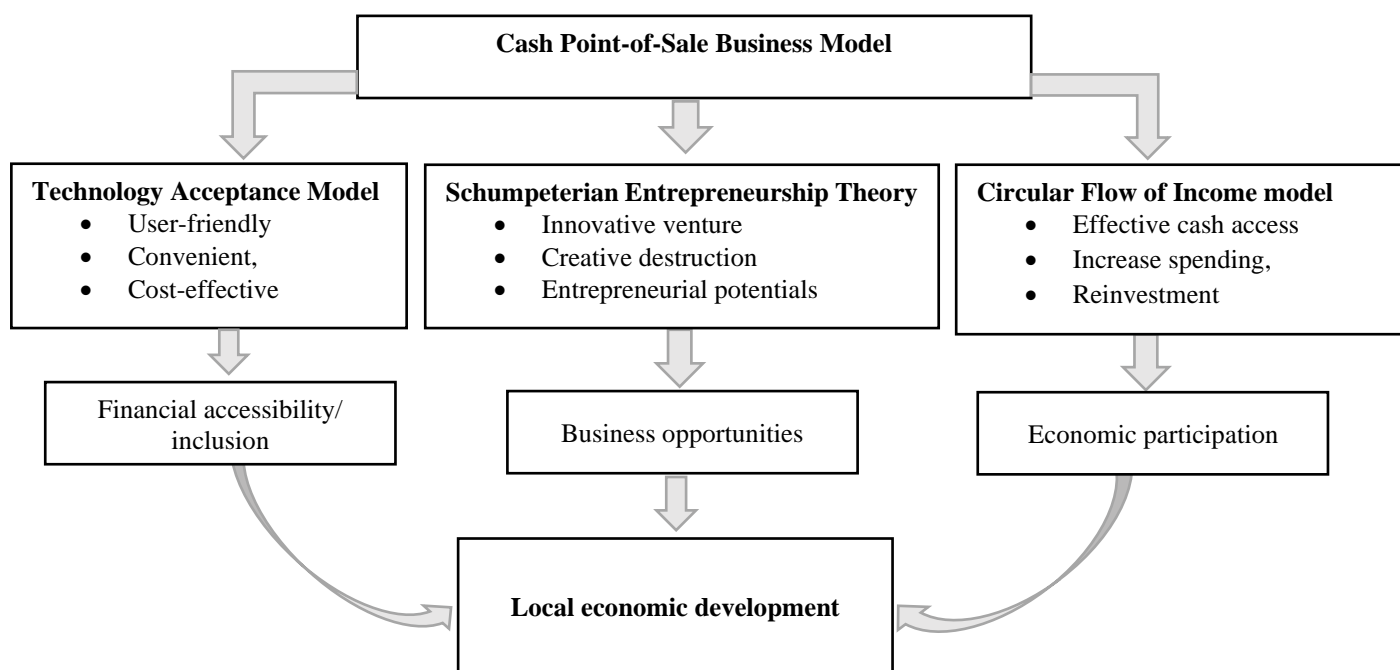 Cash Point-of-Sale Business Model
Technology Acceptance Model
• User-friendly
• Convenient,
• Cost-effective
Schumpeterian Entrepreneurship Theory
• Innovative venture
• Creative destruction
• Entrepreneurial potentials
Circular Flow of Income model
• Effective cash access
• Increase spending,
• Reinvestment
Financial accessibility/
inclusion
Business opportunities
Economic participation
Local economic development